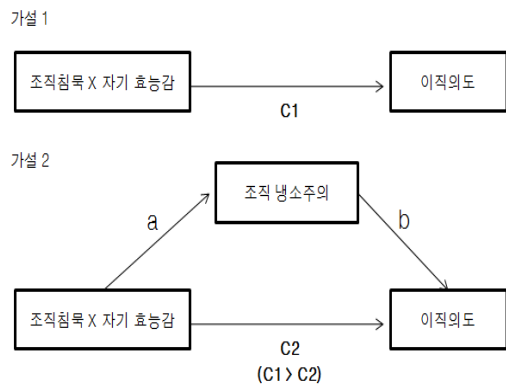 가설 1
조직침묵 X 자기 효능감
이직의도
C1
가설 2
조직 냉소주의
a
b
조직침묵 X 자기 효능감
이직의도
C2
(C1 > C2)